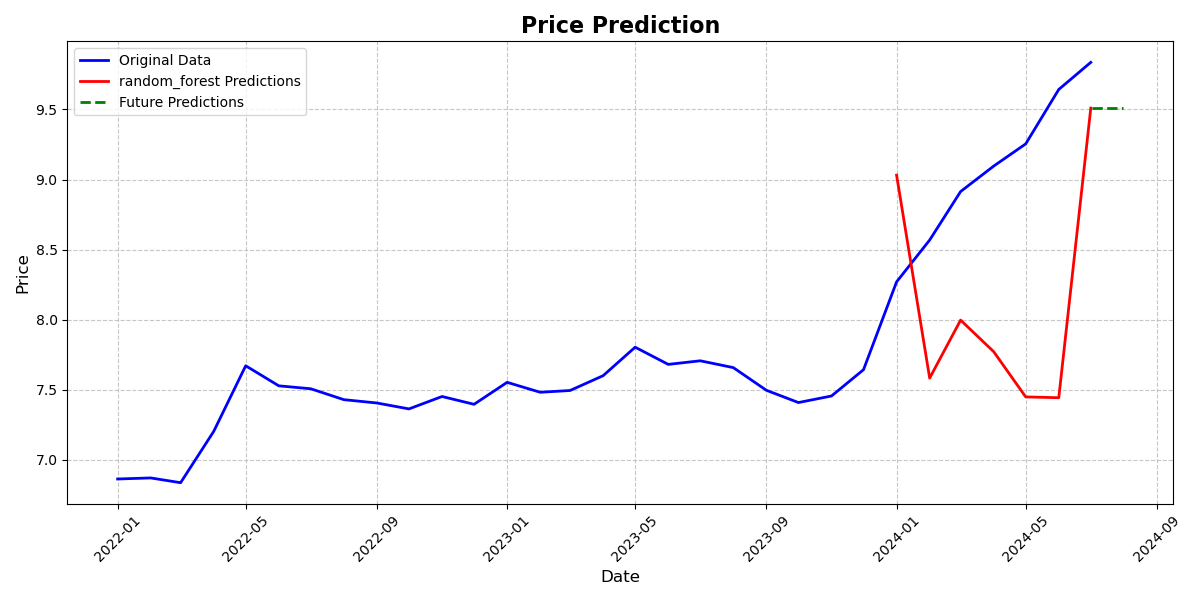 Price Prediction
Original Data
random_forest Predictions
Future Predictions
Price
9.5
9.0
8.5
8.0
7.5
7.0
2022-01
2022-05
2022-09
2023-01
2023-05
2023-09
2024-01
2024-05
2024-09
Date